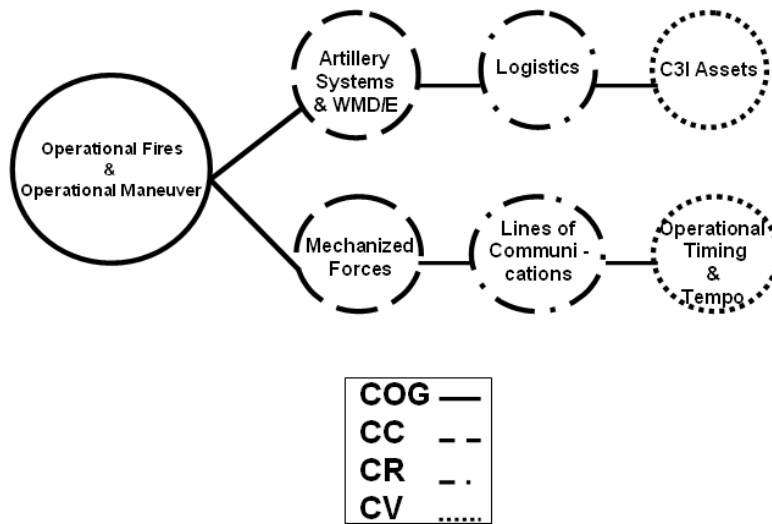 Operational Fires
&
Operational Maneuver
Artillery
Systems
& WMD/E
Logistics
C3I Assets
Mechanized
Forces
Lines of
Communi -
cations
Operational
Timing
&
Tempo
COG
CC
CR
CV